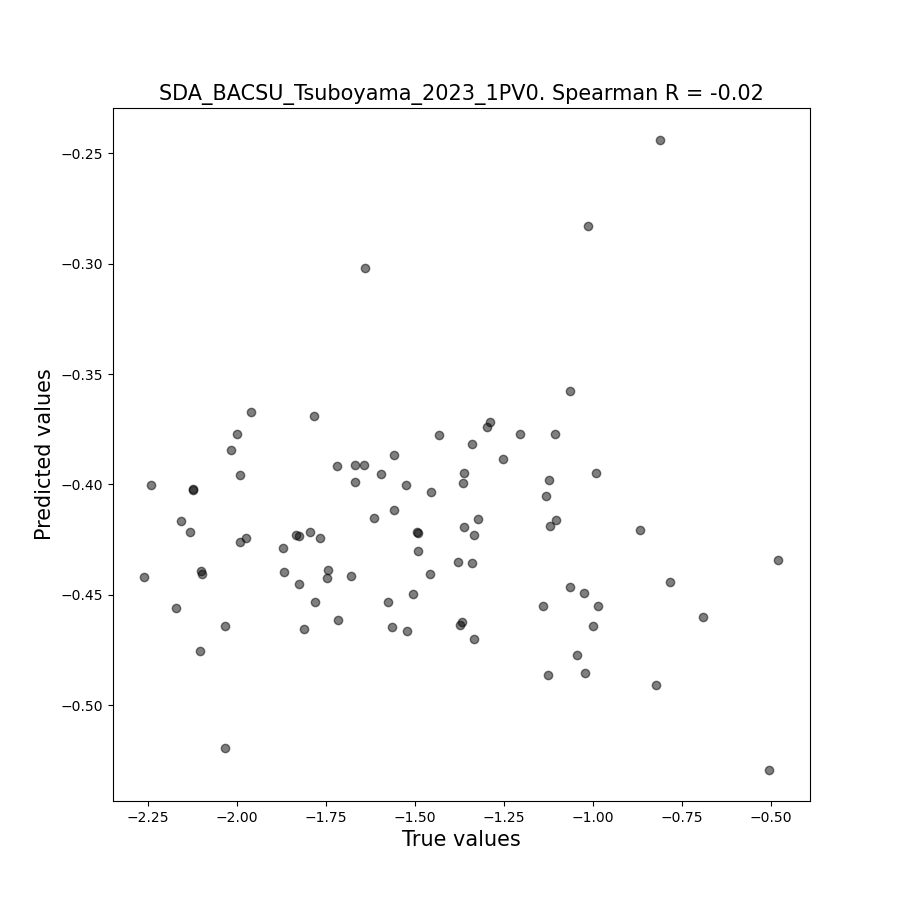 SDA_BACSU_Tsuboyama_2023_1PV0. Spearman R = -0.02
Predicted values
−0.25
−0.30
−0.35
−0.40
−0.45
−0.50
−2.25 −2.00 −1.75 −1.50 −1.25 −1.00 −0.75 −0.50
True values